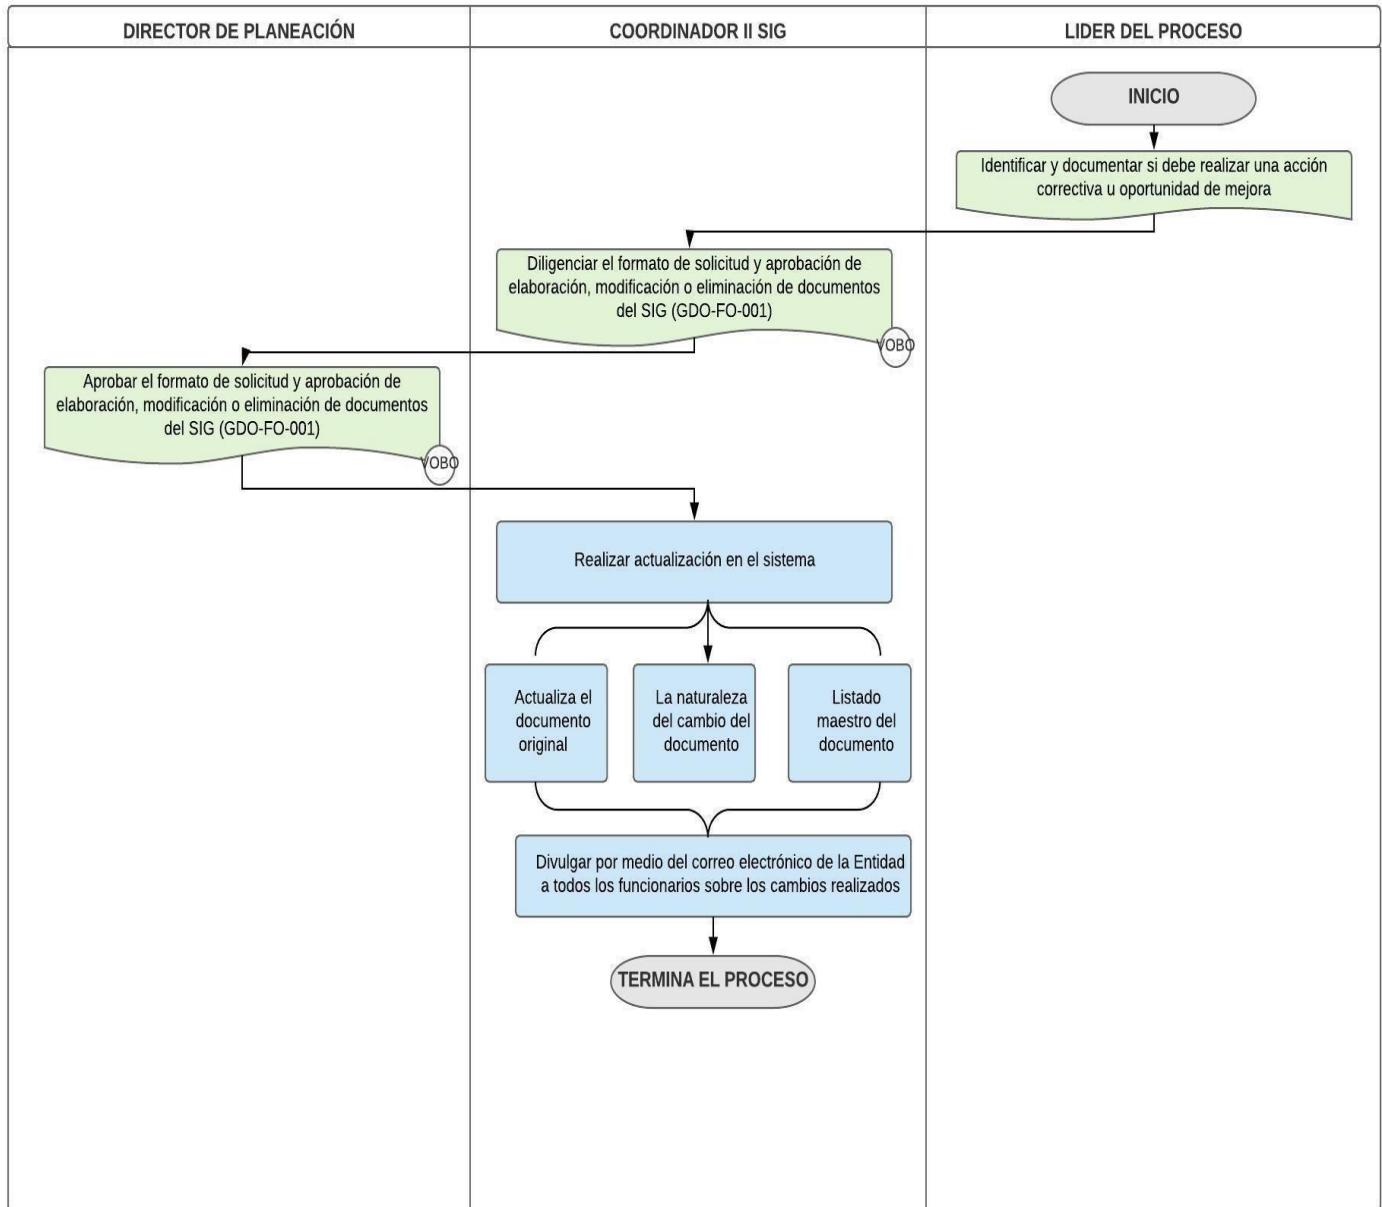 DIRECTOR DE PLANEACIÓN
COORDINADOR II SIG
LIDER DEL PROCESO
INICIO
Identificar y documentar si debe realizar una acción
correctiva u oportunidad de mejora
Diligenciar el formato de solicitud y aprobación de
elaboración, modificación o eliminación de documentos
del SIG (GDO-FO-001)
VOBO
Aprobar el formato de solicitud y aprobación de
elaboración, modificación o eliminación de documentos
del SIG (GDO-FO-001)
VOBO
Realizar actualización en el sistema
Actualiza el
documento
original
La naturaleza
del cambio del
documento
Listado
maestro del
documento
Divulgar por medio del correo electrónico de la Entidad
a todos los funcionarios sobre los cambios realizados
TERMINA EL PROCESO